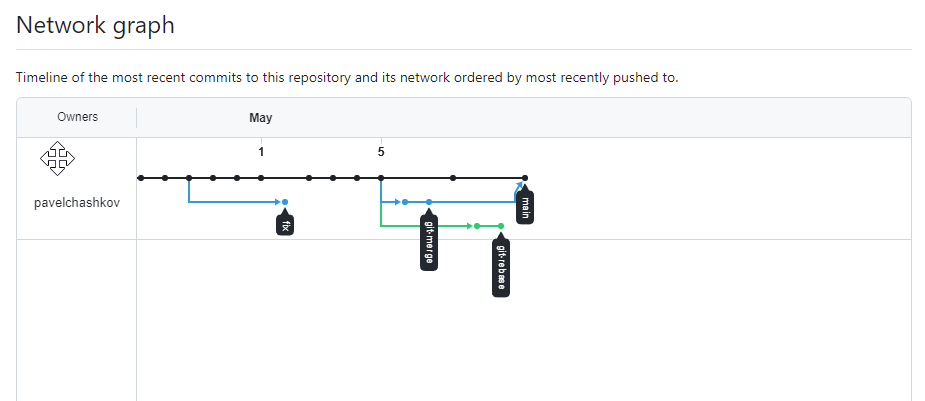 Network graph
Timeline of the most recent commits to this repository and its network ordered by most recently pushed to.
Owners
May
1
5
pavelchashkov
fix
git-merge
main
git-rebase